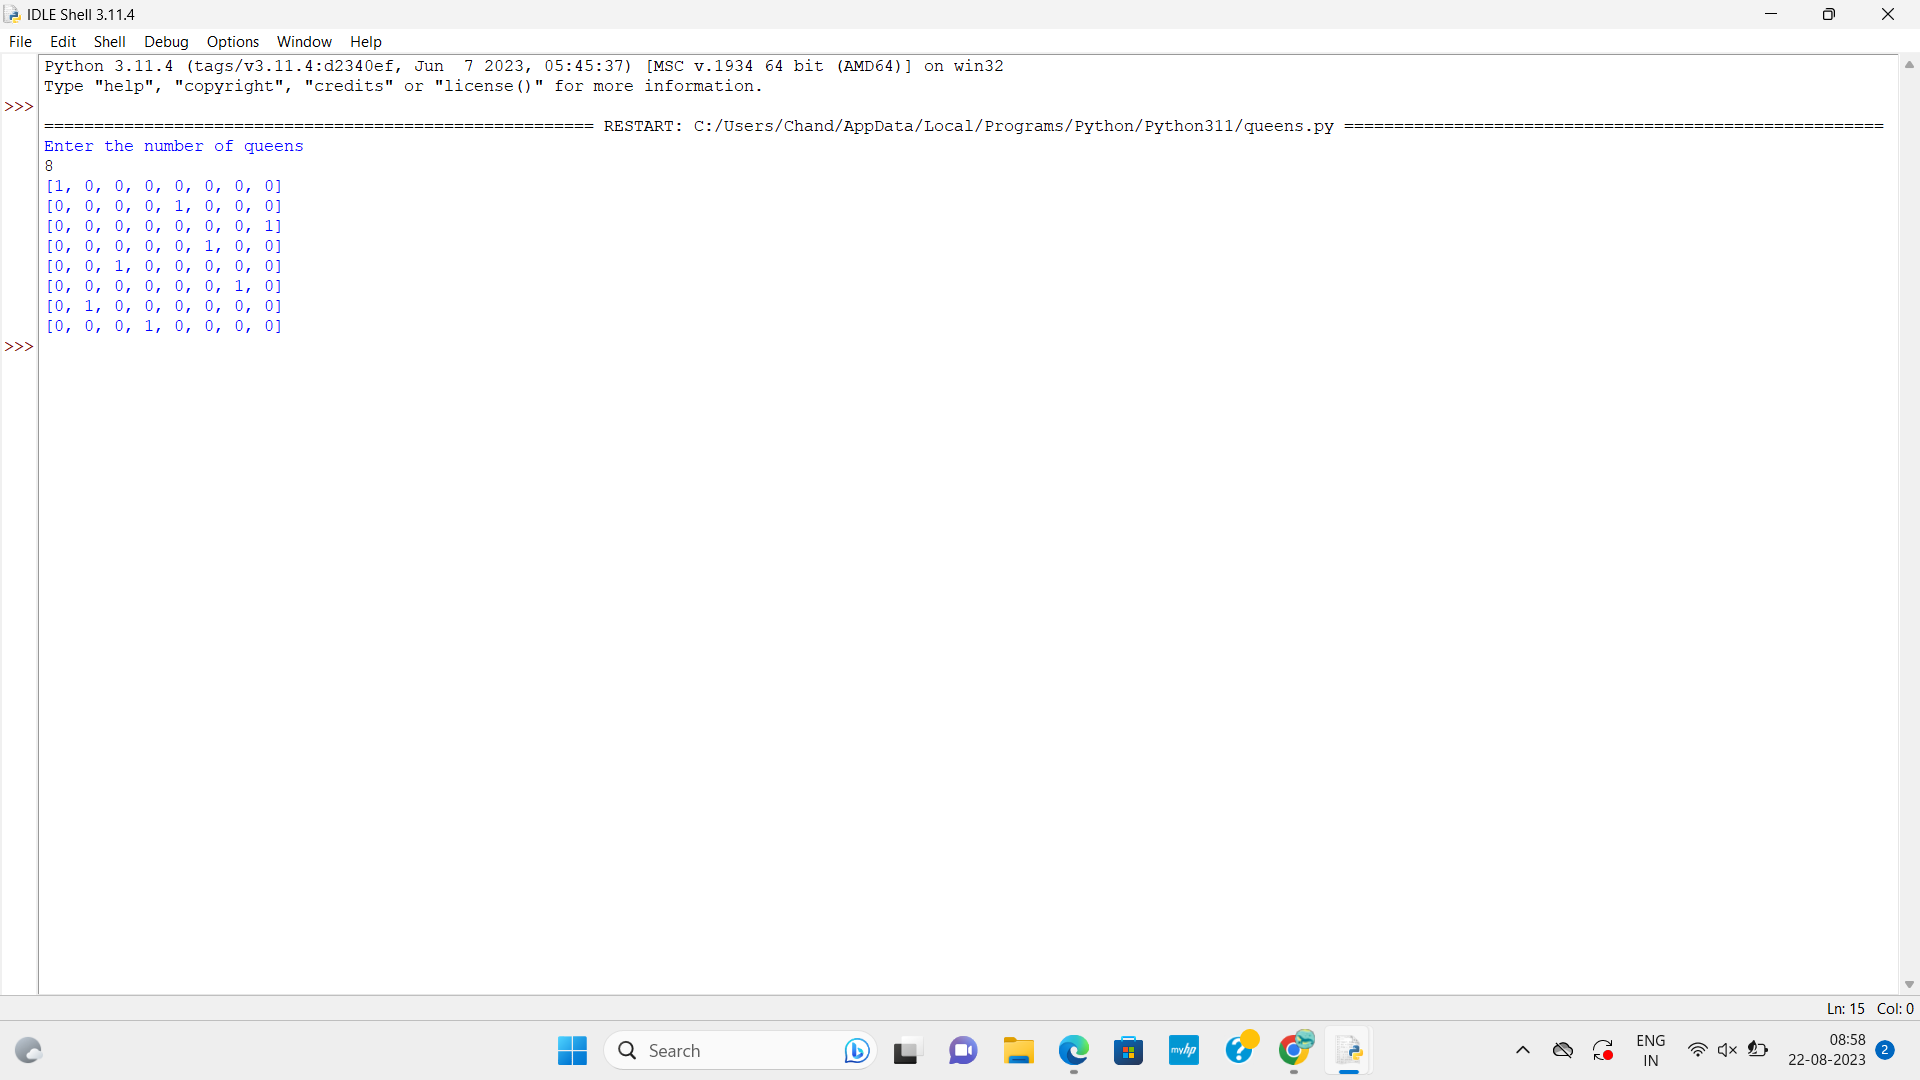 IDLE Shell 3.11.4
File Edit Shell Debug Options Window Help
Python 3.11.4 (tags/v3.11.4:d2340ef, Jun  7 2023, 05:45:37) [MSC v.1934 64 bit (AMD64)] on win32
Type "help", "copyright", "credits" or "license()" for more information.
>>>
======================================================= RESTART: C:/Users/Chand/AppData/Local/Programs/Python/Python311/queens.py ======================================================
Enter the number of queens
8
[1, 0, 0, 0, 0, 0, 0, 0]
[0, 0, 0, 0, 1, 0, 0, 0]
[0, 0, 0, 0, 0, 0, 0, 1]
[0, 0, 0, 0, 0, 1, 0, 0]
[0, 0, 1, 0, 0, 0, 0, 0]
[0, 0, 0, 0, 0, 0, 1, 0]
[0, 1, 0, 0, 0, 0, 0, 0]
[0, 0, 0, 1, 0, 0, 0, 0]
>>>
Ln: 15 Col: 0
Search
myhp
ENG
IN
08:58
22-08-2023
2